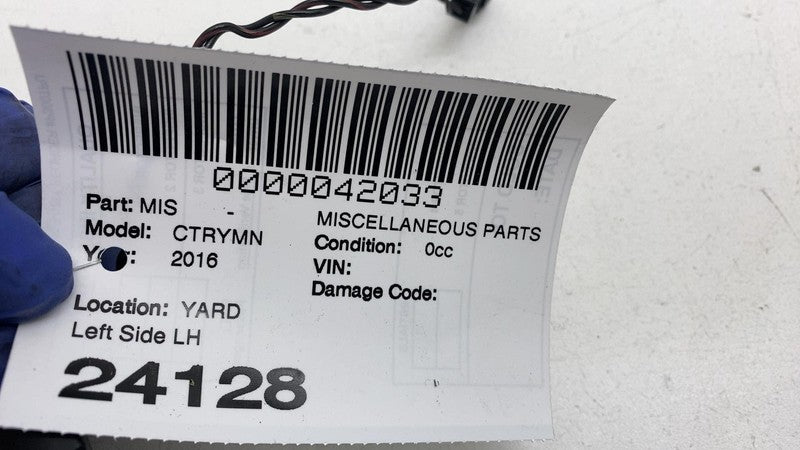 0000042033
Part: MIS - MISCELLANEOUS PARTS
Model: CTRYMN Condition: 0cc
2016 VIN:
Damage Code:
Location: YARD
Left Side LH
24128